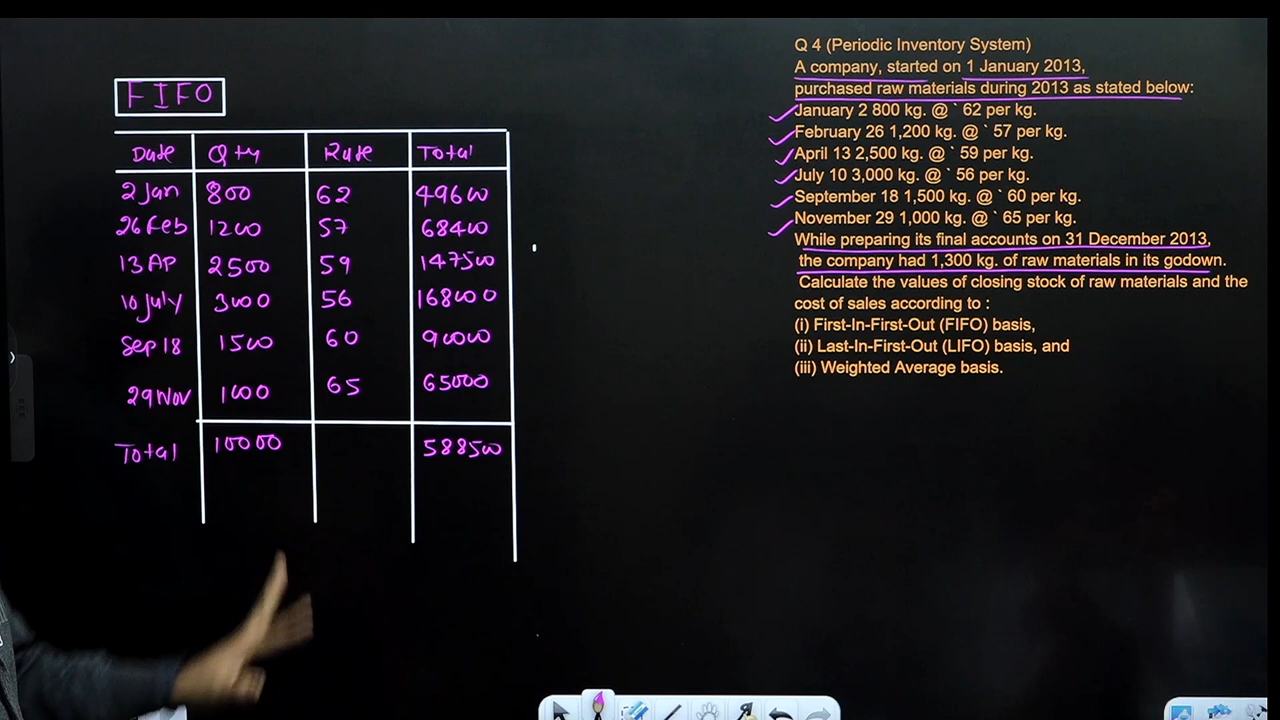 FIFO
Date Qty Rate Total
2 Jan 800 62 49600
26 Feb 1200 57 68400
13 AP 2500 59 147500
10 July 3000 56 168000
Sep 18 1500 60 90000
29 Nov 1000 65 65000
Total 10000 588500
Q 4 (Periodic Inventory System)
A company, started on 1 January 2013,
purchased raw materials during 2013 as stated below:
January 2 800 kg. @ ` 62 per kg.
February 26 1,200 kg. @ ` 57 per kg.
April 13 2,500 kg. @ ` 59 per kg.
July 10 3,000 kg. @ ` 56 per kg.
September 18 1,500 kg. @ ` 60 per kg.
November 29 1,000 kg. @ ` 65 per kg.
While preparing its final accounts on 31 December 2013,
the company had 1,300 kg. of raw materials in its godown.
Calculate the values of closing stock of raw materials and the
cost of sales according to :
(i) First-In-First-Out (FIFO) basis,
(ii) Last-In-First-Out (LIFO) basis, and
(iii) Weighted Average basis.